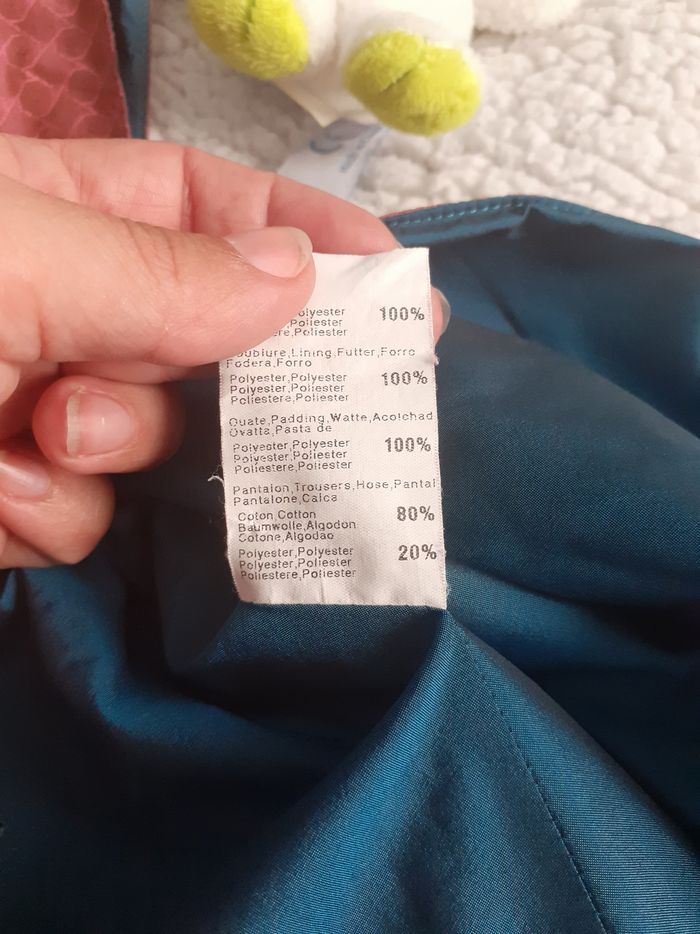 Polyester 100%
Poliester
Poliester
Doublure,Lining,Futter,Forro
Fodera,Forro
Polyester,Polyester 100%
Polyester,Poliester
Poliestere,Poliester
Ouate,Padding,Watte,Acolchad
Ovatta,Pasta de
Polyester,Polyester 100%
Polyester,Poliester
Poliestere,Poliester
Pantalon,Trousers,Hose,Pantal
Pantalone,Calca
Coton,Cotton 80%
Baumwolle,Algodon
Cotone,Algodao
Polyester,Polyester 20%
Polyester,Poliester
Poliestere,Poliester